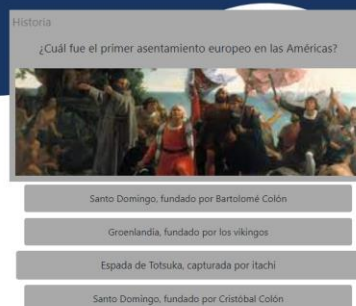 Historia
¿Cuál fue el primer asentamiento europeo en las Américas?
Santo Domingo, fundado por Bartolomé Colón
Groenlandia, fundado por los vikingos
Espada de Totsuka, capturada por itachi
Santo Domingo, fundado por Cristóbal Colón